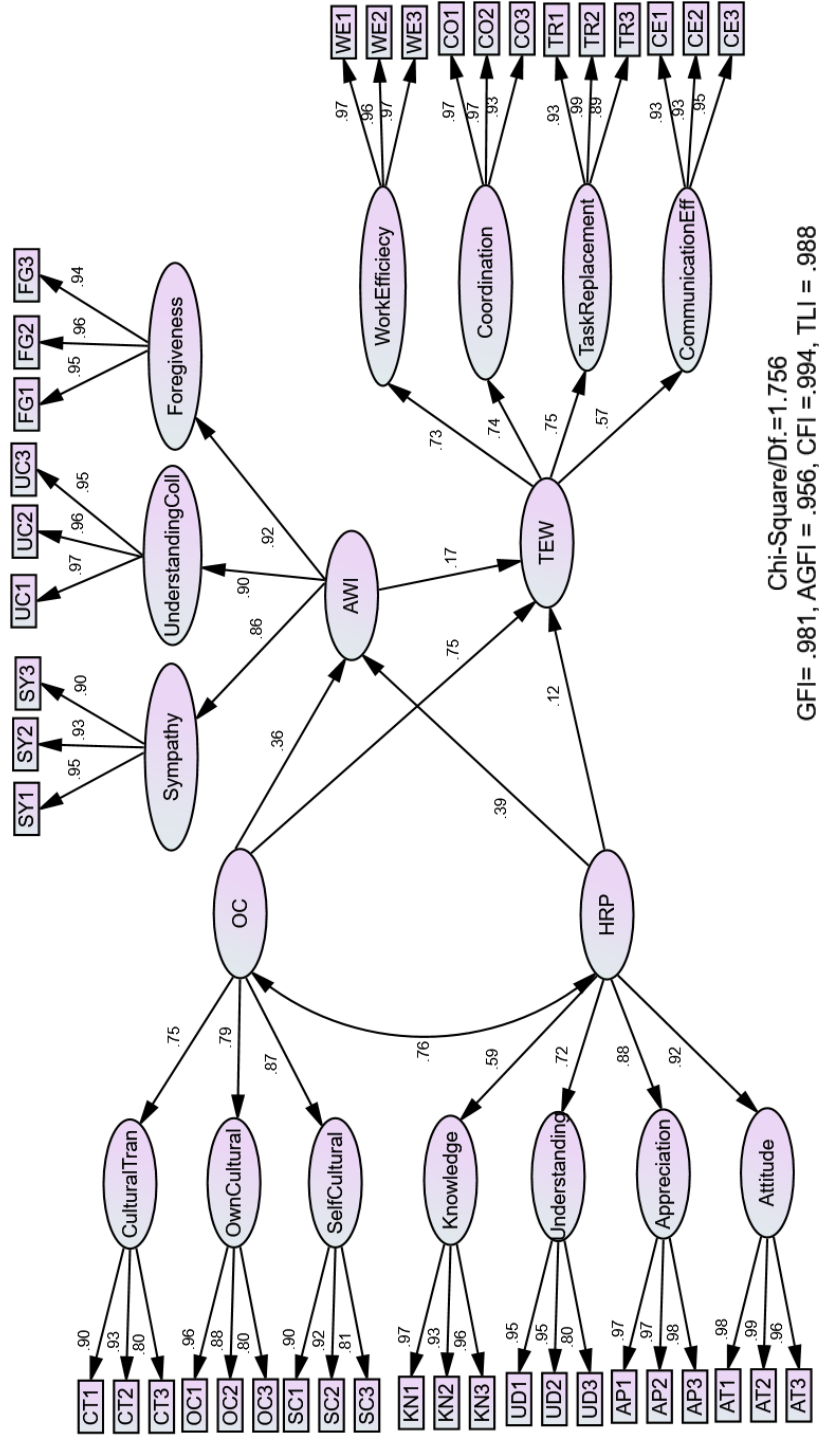 CT1
CT2
CT3
OC1
OC2
OC3
SC1
SC2
SC3
KN1
KN2
KN3
UD1
UD2
UD3
AP1
AP2
AP3
AT1
AT2
AT3
.90
.93
.80
.96
.88
.80
.90
.92
.81
.97
.93
.96
.95
.95
.80
.97
.97
.98
.98
.99
.96
CulturalTran
OwnCultural
SelfCultural
Knowledge
Understanding
Appreciation
Attitude
.75
.79
.87
.59
.72
.88
.92
.76
OC
HRP
.36
.75
.39
.12
SY1
SY2
SY3
UC1
UC2
UC3
FG1
FG2
FG3
.95
.93
.90
.97
.96
.95
.95
.96
.94
Sympathy
UnderstandingColl
Foregiveness
.86
.90
.92
AWI
.17
TEW
.73
.74
.75
.57
WorkEfficiecy
Coordination
TaskReplacement
CommunicationEff
.97
.96
.97
.97
.97
.93
.93
.99
.89
.93
.93
.95
WE1
WE2
WE3
CO1
CO2
CO3
TR1
TR2
TR3
CE1
CE2
CE3
Chi-Square/Df.=1.756
GFI= .981, AGFI = .956, CFI =.994, TLI = .988